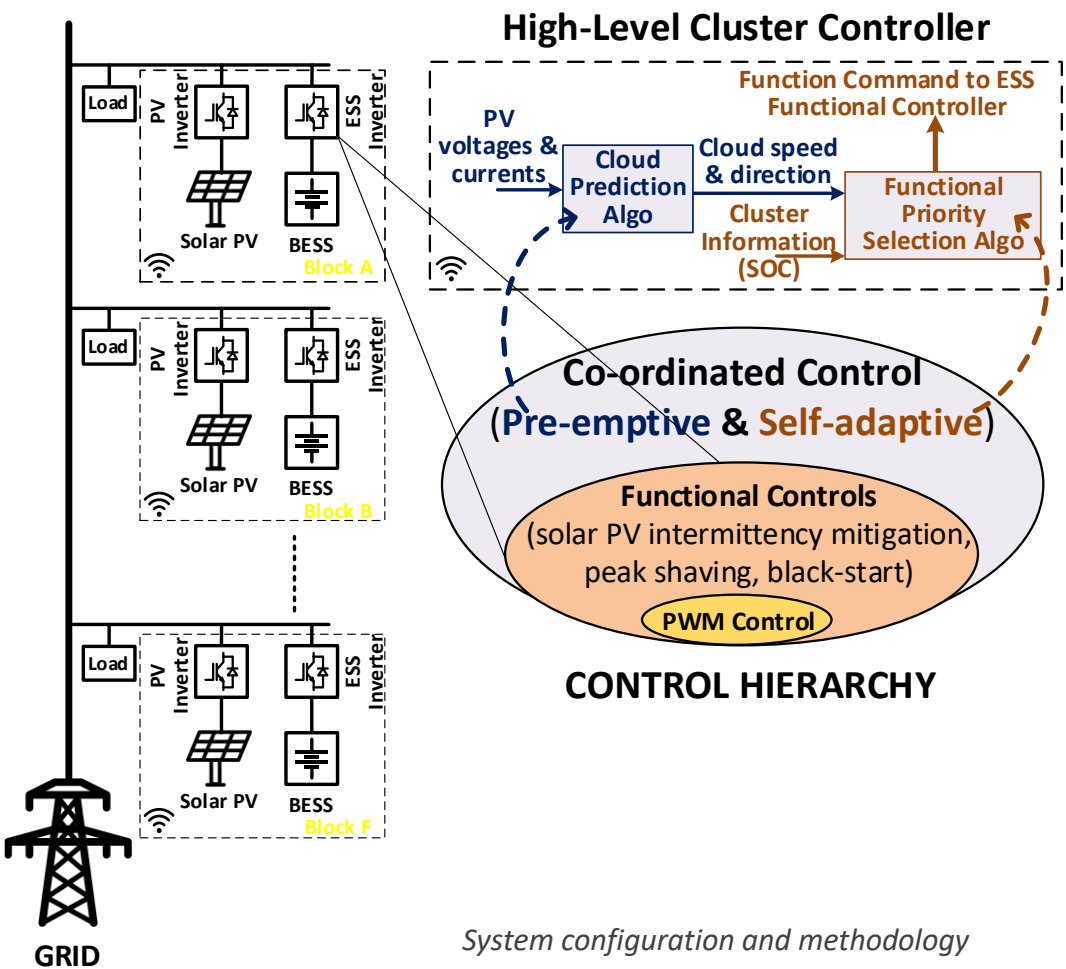 High-Level Cluster Controller
Function Command to ESS
Functional Controller
PV
voltages &
currents
Cloud
Prediction
Algo
Cloud speed
& direction
Cluster
Information
(SOC)
Functional
Priority
Selection Algo
Load
PV
Inverter
ESS
Inverter
Solar PV
BESS
Block A
Load
PV
Inverter
ESS
Inverter
Solar PV
BESS
Block B
Load
PV
Inverter
ESS
Inverter
Solar PV
BESS
Block F
GRID
Co-ordinated Control
(Pre-emptive & Self-adaptive)
Functional Controls
(solar PV intermittency mitigation,
peak shaving, black-start)
PWM Control
CONTROL HIERARCHY
System configuration and methodology